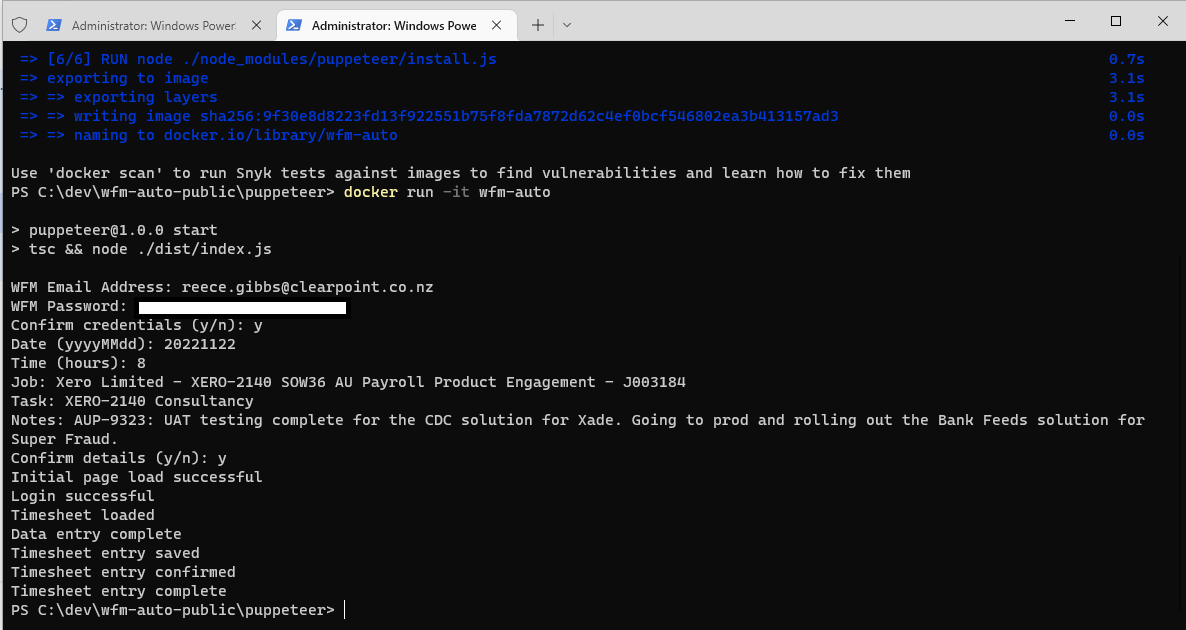 Administrator: Windows Power
Administrator: Windows Powe
=> [6/6] RUN node ./node_modules/puppeteer/install.js 0.7s
=> exporting to image 3.1s
=> => exporting layers 3.1s
=> => writing image sha256:9f30e8d8223fd13f922551b75f8fda7872d62c4ef0bcf546802ea3b413157ad3 0.0s
=> => naming to docker.io/library/wfm-auto 0.0s
Use 'docker scan' to run Snyk tests against images to find vulnerabilities and learn how to fix them
PS C:\dev\wfm-auto-public\puppeteer> docker run -it wfm-auto
> puppeteer@1.0.0 start
> tsc && node ./dist/index.js
WFM Email Address: reece.gibbs@clearpoint.co.nz
WFM Password:
Confirm credentials (y/n): y
Date (yyyyMMdd): 20221122
Time (hours): 8
Job: Xero Limited - XERO-2140 SOW36 AU Payroll Product Engagement - J003184
Task: XERO-2140 Consultancy
Notes: AUP-9323: UAT testing complete for the CDC solution for Xade. Going to prod and rolling out the Bank Feeds solution for
Super Fraud.
Confirm details (y/n): y
Initial page load successful
Login successful
Timesheet loaded
Data entry complete
Timesheet entry saved
Timesheet entry confirmed
Timesheet entry complete
PS C:\dev\wfm-auto-public\puppeteer>